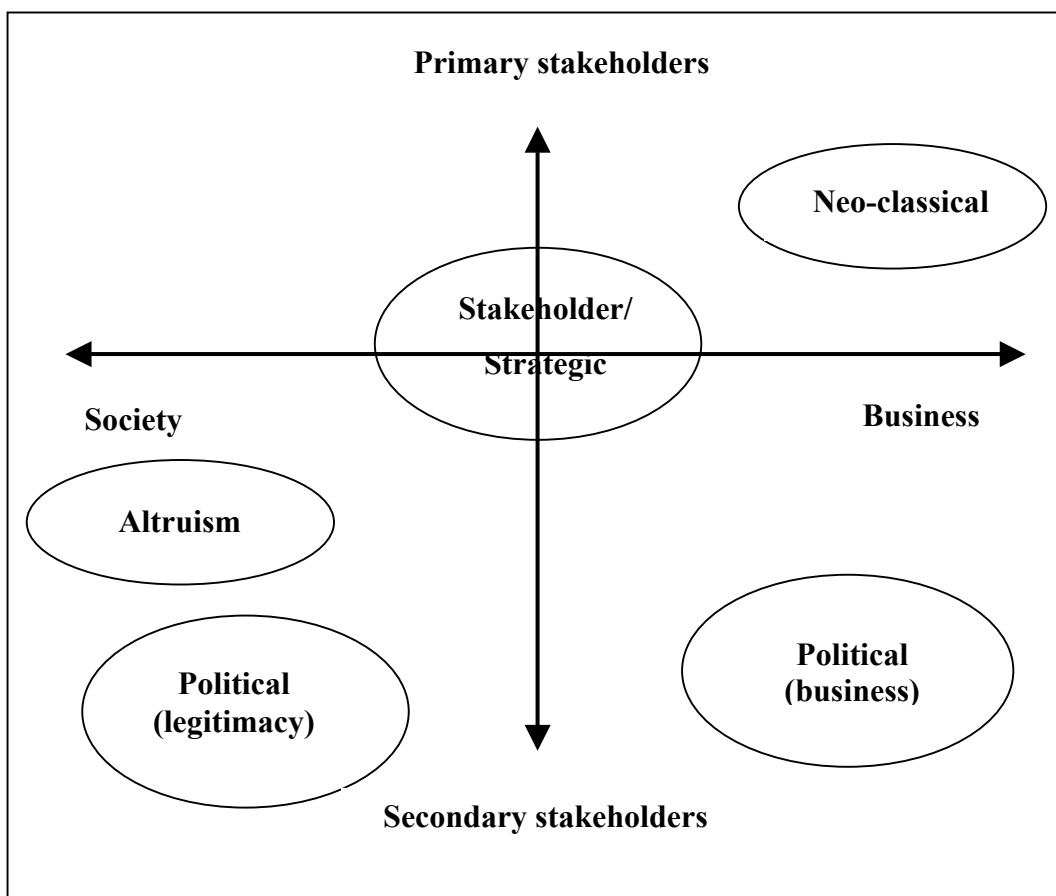 Primary stakeholders
Neo-classical
Stakeholder/
Strategic
Society
Business
Altruism
Political
(legitimacy)
Political
(business)
Secondary stakeholders